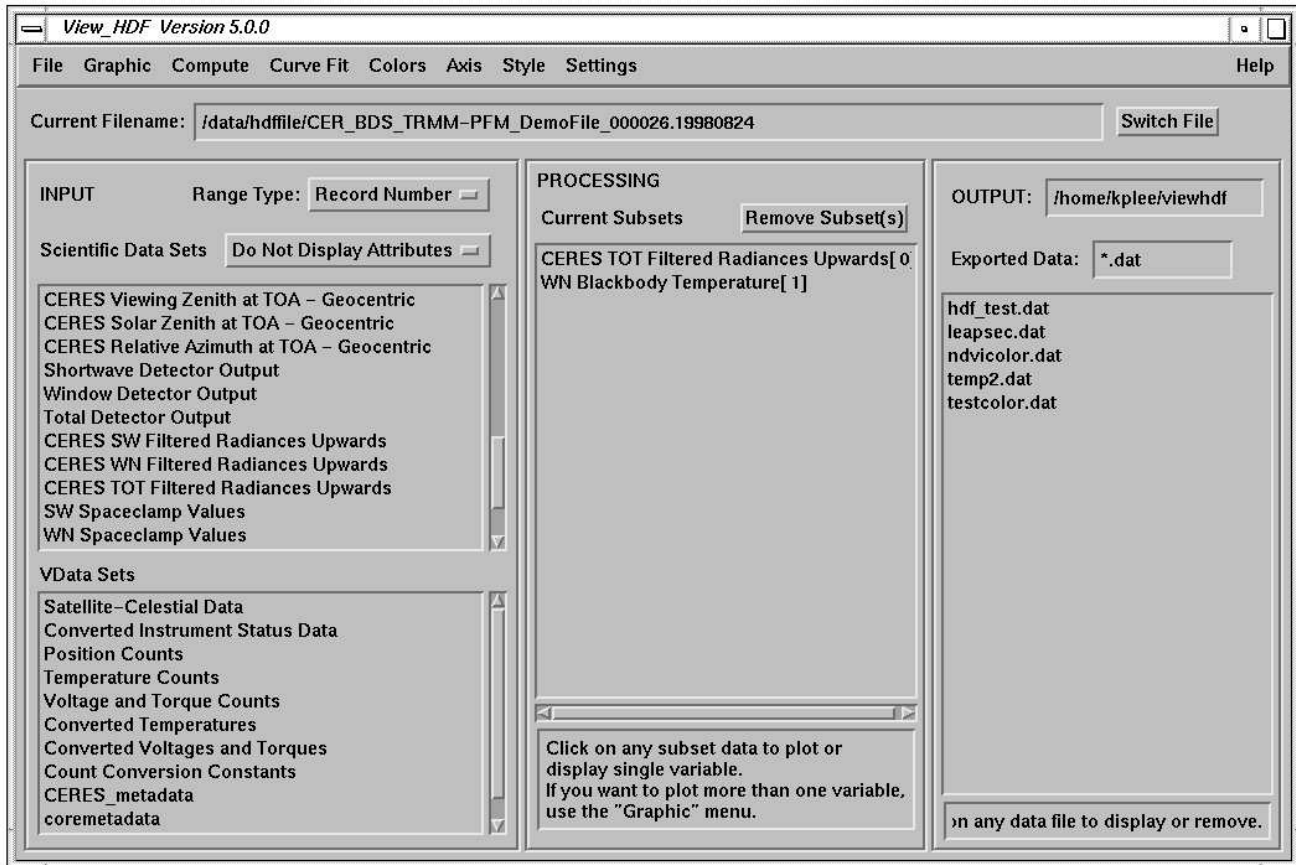 View_HDF Version 5.0.0
File Graphic Compute Curve Fit Colors Axis Style Settings Help
Current Filename: /data/hdffile/CER_BDS_TRMM-PFM_DemoFile_000026.19980824 Switch File
INPUT Range Type: Record Number
Scientific Data Sets Do Not Display Attributes
CERES Viewing Zenith at TOA - Geocentric
CERES Solar Zenith at TOA - Geocentric
CERES Relative Azimuth at TOA - Geocentric
Shortwave Detector Output
Window Detector Output
Total Detector Output
CERES SW Filtered Radiances Upwards
CERES WN Filtered Radiances Upwards
CERES TOT Filtered Radiances Upwards
SW Spaceclamp Values
WN Spaceclamp Values
VData Sets
Satellite-Celestial Data
Converted Instrument Status Data
Position Counts
Temperature Counts
Voltage and Torque Counts
Converted Temperatures
Converted Voltages and Torques
Count Conversion Constants
CERES_metadata
coremetadata
PROCESSING
Current Subsets Remove Subset(s)
CERES TOT Filtered Radiances Upwards[ 0]
WN Blackbody Temperature[ 1]
Click on any subset data to plot or
display single variable.
If you want to plot more than one variable,
use the "Graphic" menu.
OUTPUT: /home/kplee/viewhdf
Exported Data: *.dat
hdf_test.dat
leapsec.dat
ndvicolor.dat
temp2.dat
testcolor.dat
on any data file to display or remove.